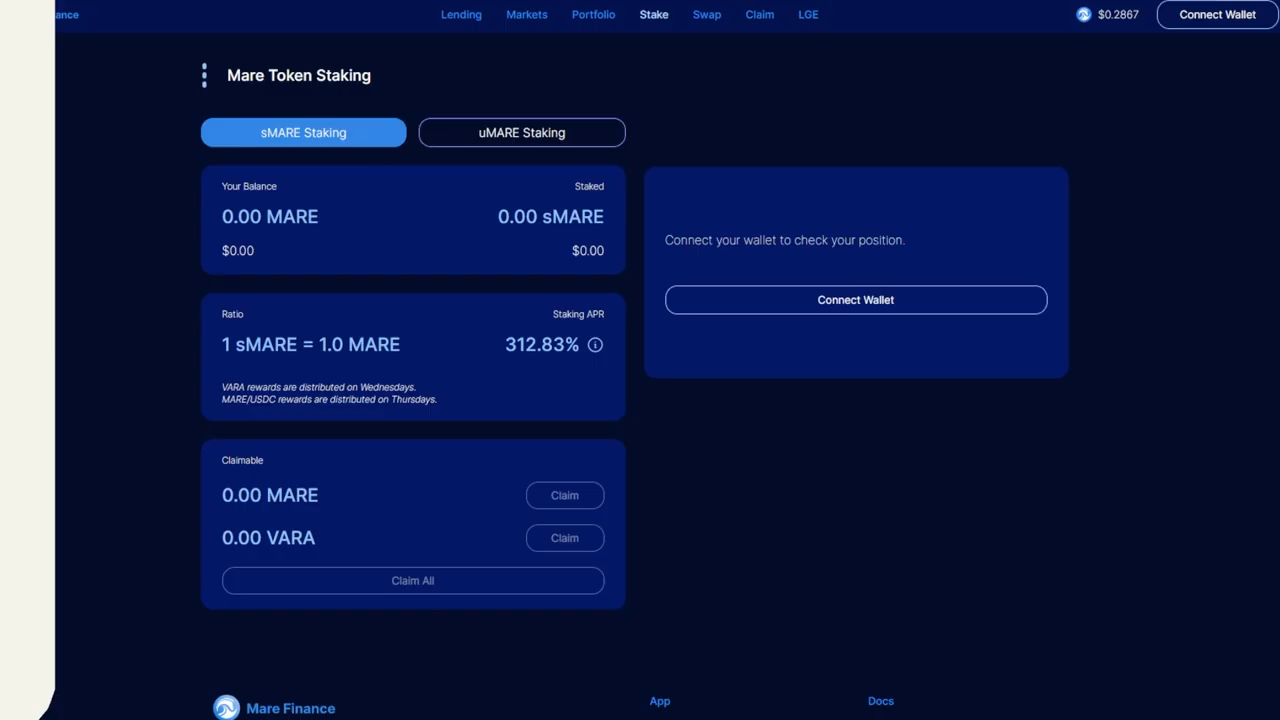 ance
Lending Markets Portfolio Stake Swap Claim LGE
$0.2867
Connect Wallet
Mare Token Staking
sMARE Staking
uMARE Staking
Your Balance
Staked
0.00 MARE
0.00 sMARE
$0.00
$0.00
Connect your wallet to check your position.
Connect Wallet
Ratio
Staking APR
1 sMARE = 1.0 MARE
312.83%
VARA rewards are distributed on Wednesdays.
MARE/USDC rewards are distributed on Thursdays.
Claimable
0.00 MARE
Claim
0.00 VARA
Claim
Claim All
Mare Finance
App
Docs